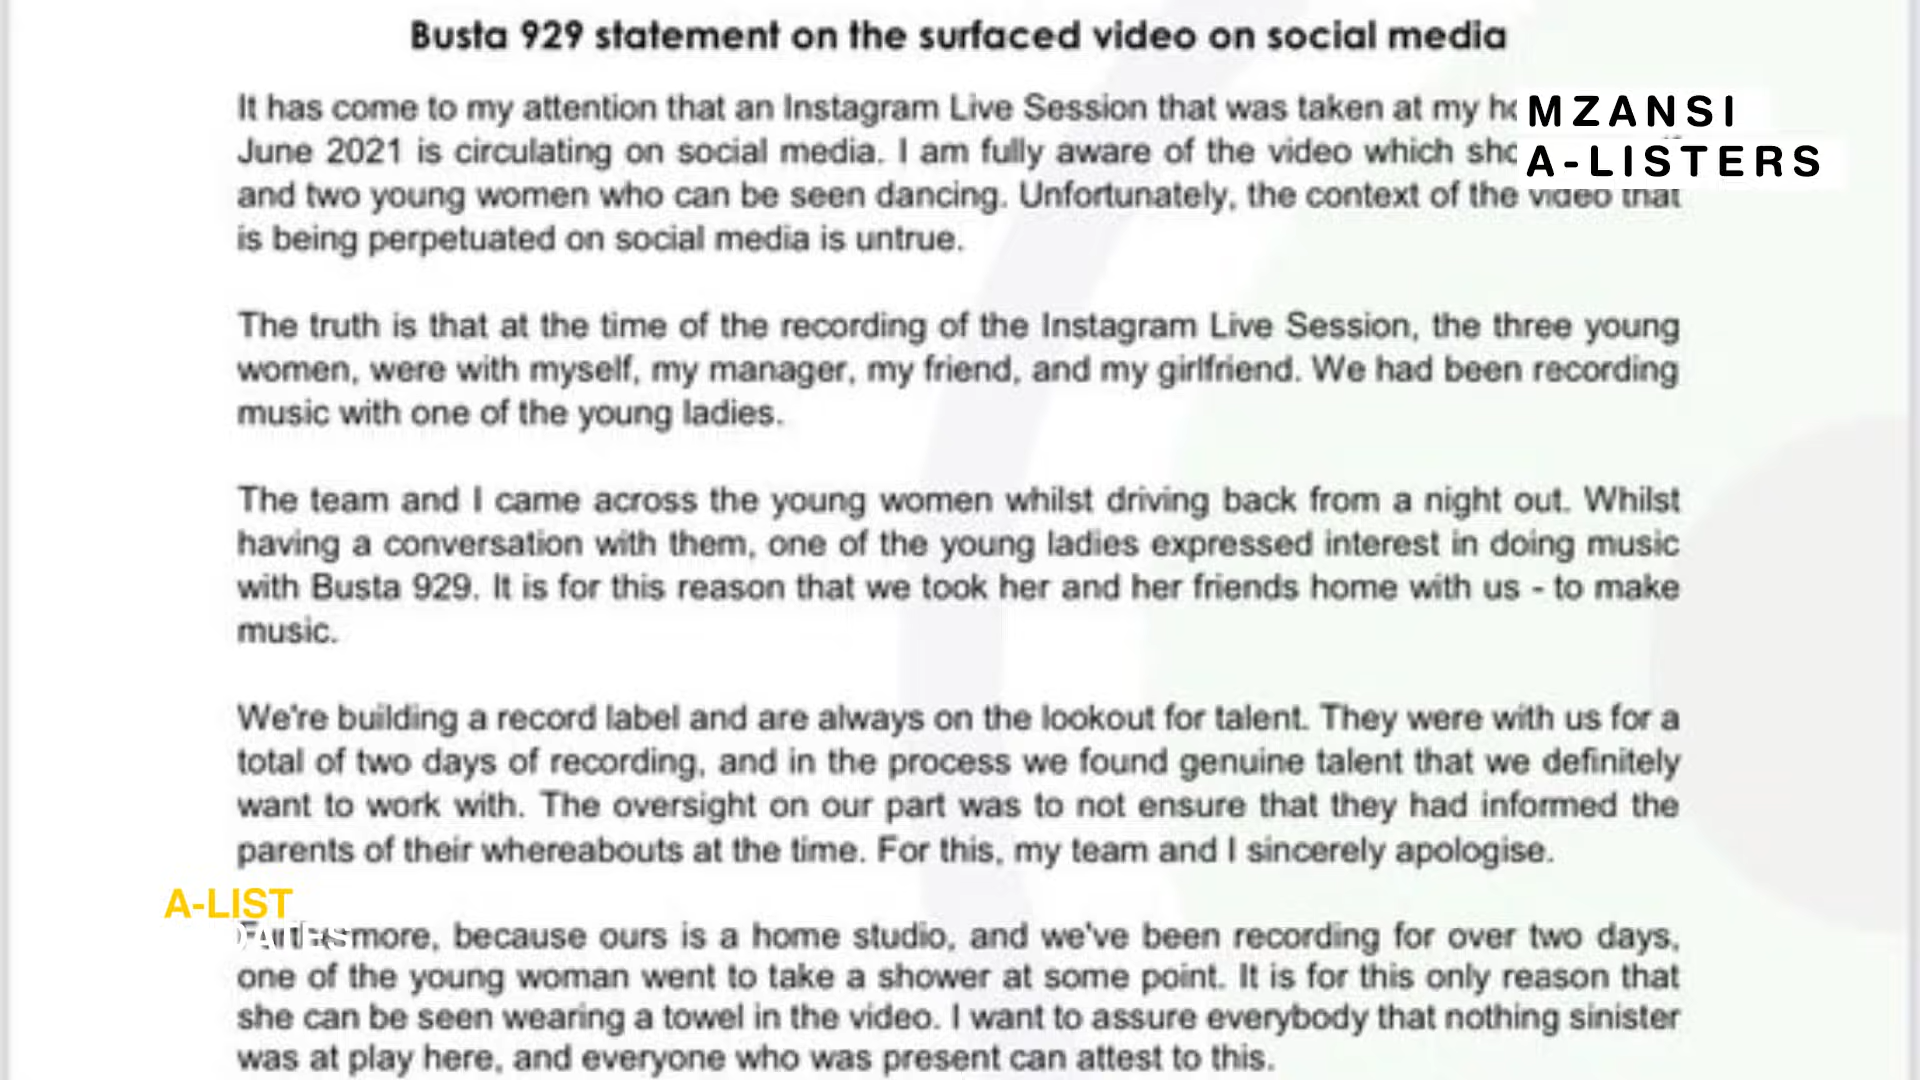 Busta 929 statement on the surfaced video on social media
It has come to my attention that an Instagram Live Session that was taken at my
MZANSI
June 2021 is circulating on social media. I am fully aware of the video which
A-LISTERS
and two young women who can be seen dancing. Unfortunately, the context of the video that
is being perpetuated on social media is untrue.
The truth is that at the time of the recording of the Instagram Live Session, the three young
women, were with myself, my manager, my friend, and my girlfriend. We had been recording
music with one of the young ladies.
The team and I came across the young women whilst driving back from a night out. Whilst
having a conversation with them, one of the young ladies expressed interest in doing music
with Busta 929. It is for this reason that we took her and her friends home with us - to make
music.
We're building a record label and are always on the lookout for talent. They were with us for a
total of two days of recording, and in the process we found genuine talent that we definitely
want to work with. The oversight on our part was to not ensure that they had informed the
parents of their whereabouts at the time. For this, my team and I sincerely apologise.
A-LIST
Furthermore, because ours is a home studio, and we've been recording for over two days,
one of the young woman went to take a shower at some point. It is for this only reason that
she can be seen wearing a towel in the video. I want to assure everybody that nothing sinister
was at play here, and everyone who was present can attest to this.